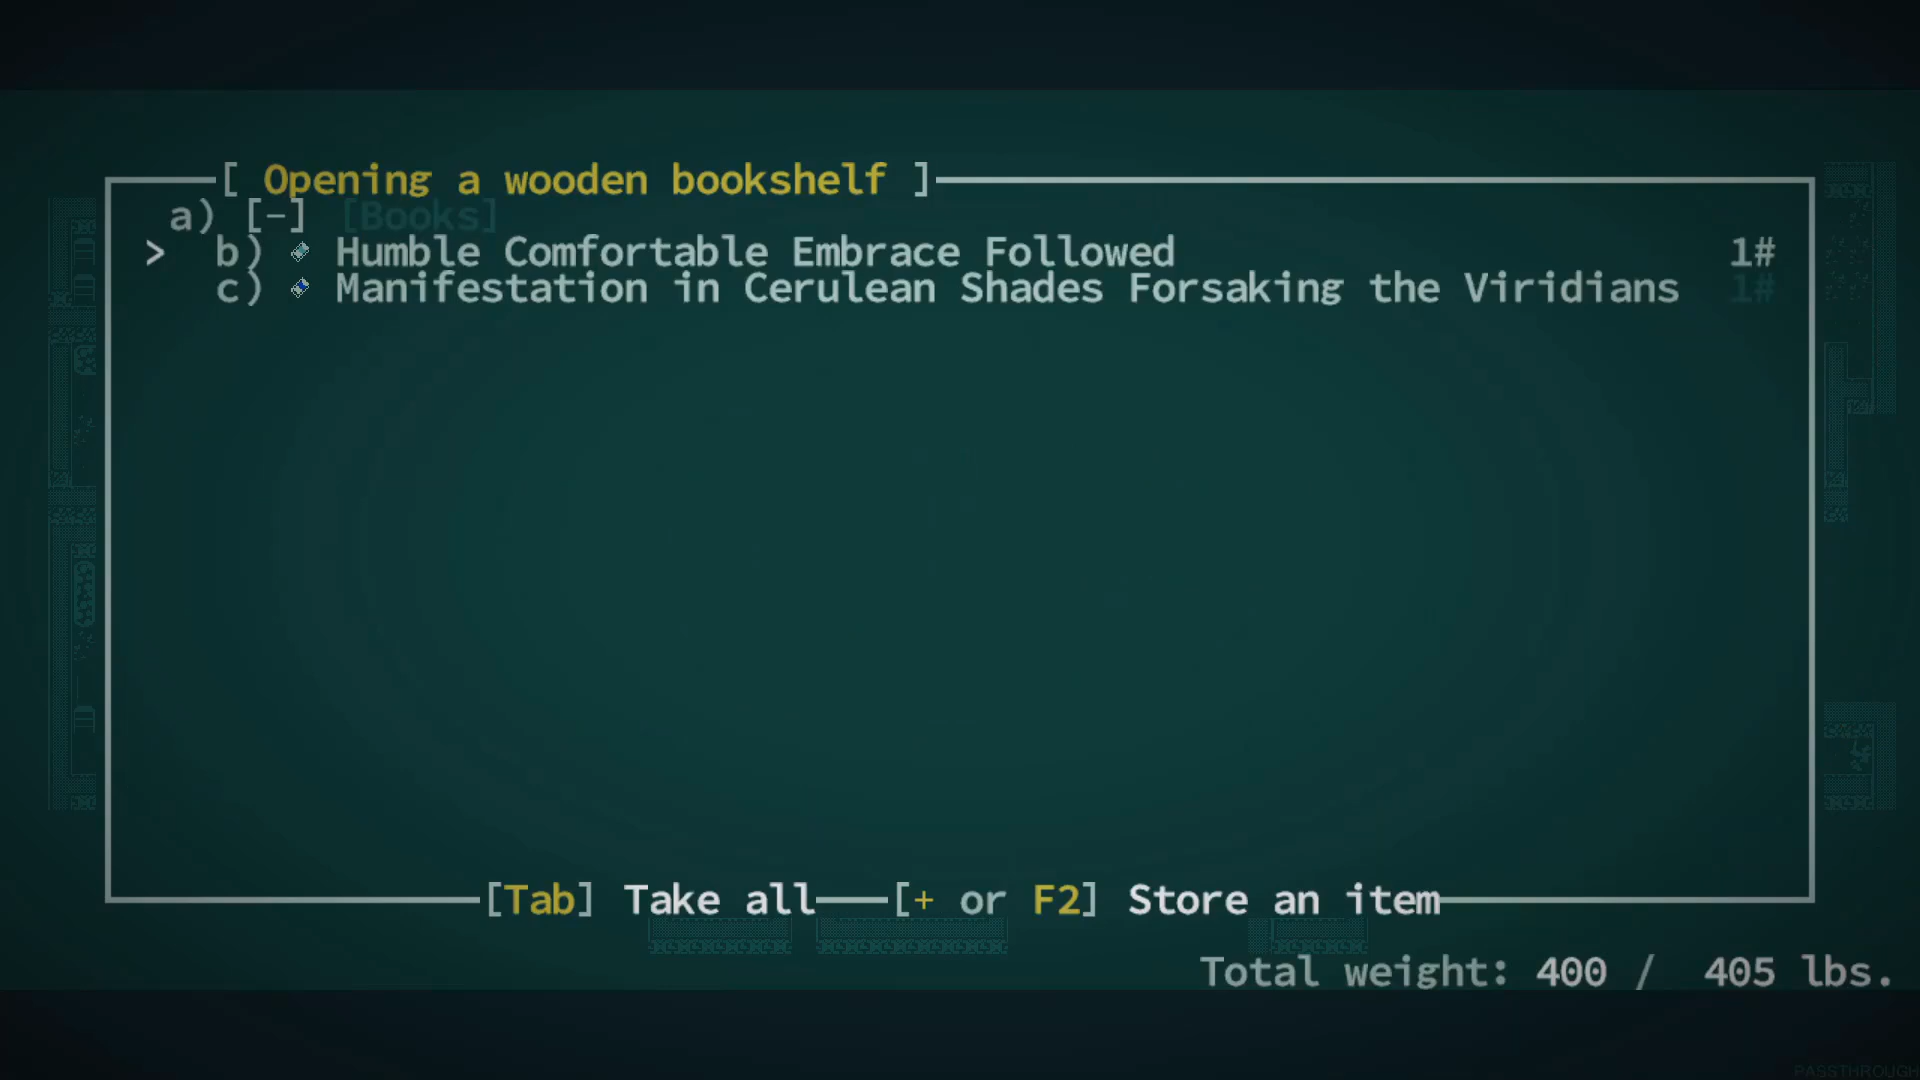 [ Opening a wooden bookshelf ]
a) [-] [Books]
> b) Humble Comfortable Embrace Followed 1#
c) Manifestation in Cerulean Shades Forsaking the Viridians 1#
[Tab] Take all [+ or F2] Store an item
Total weight: 400 / 405 lbs.
PASSTHROUGH